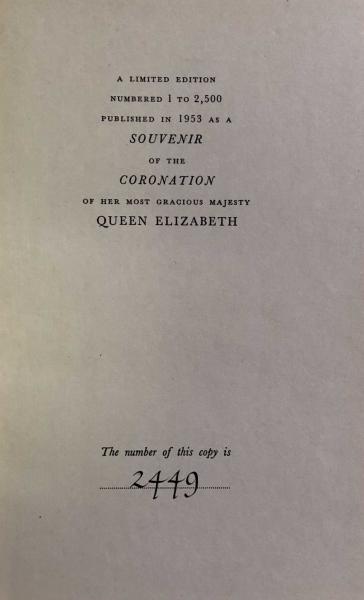 A LIMITED EDITION
NUMBERED 1 TO 2,500
PUBLISHED IN 1953 AS A
SOUVENIR
OF THE
CORONATION
OF HER MOST GRACIOUS MAJESTY
QUEEN ELIZABETH
The number of this copy is
2449